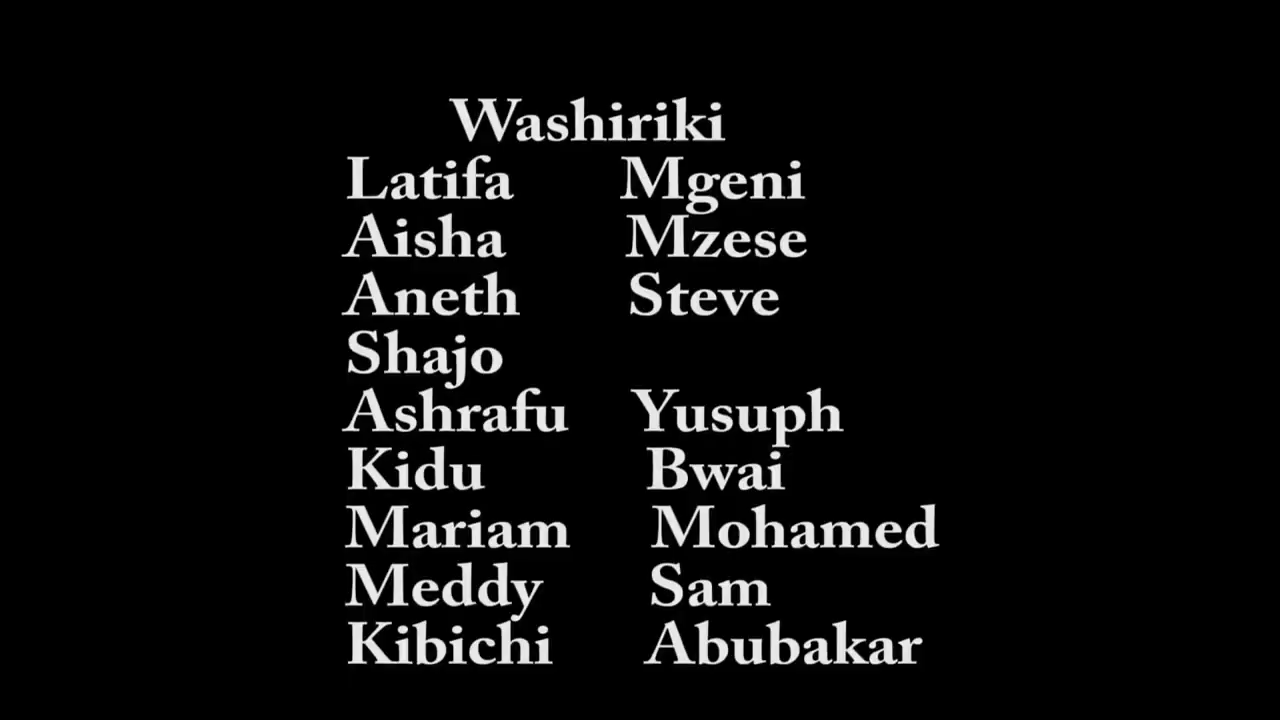 Washiriki
Latifa Mgeni
Aisha Mzese
Aneth Steve
Shajo
Ashrafu Yusuph
Kidu Bwai
Mariam Mohamed
Meddy Sam
Kibichi Abubakar